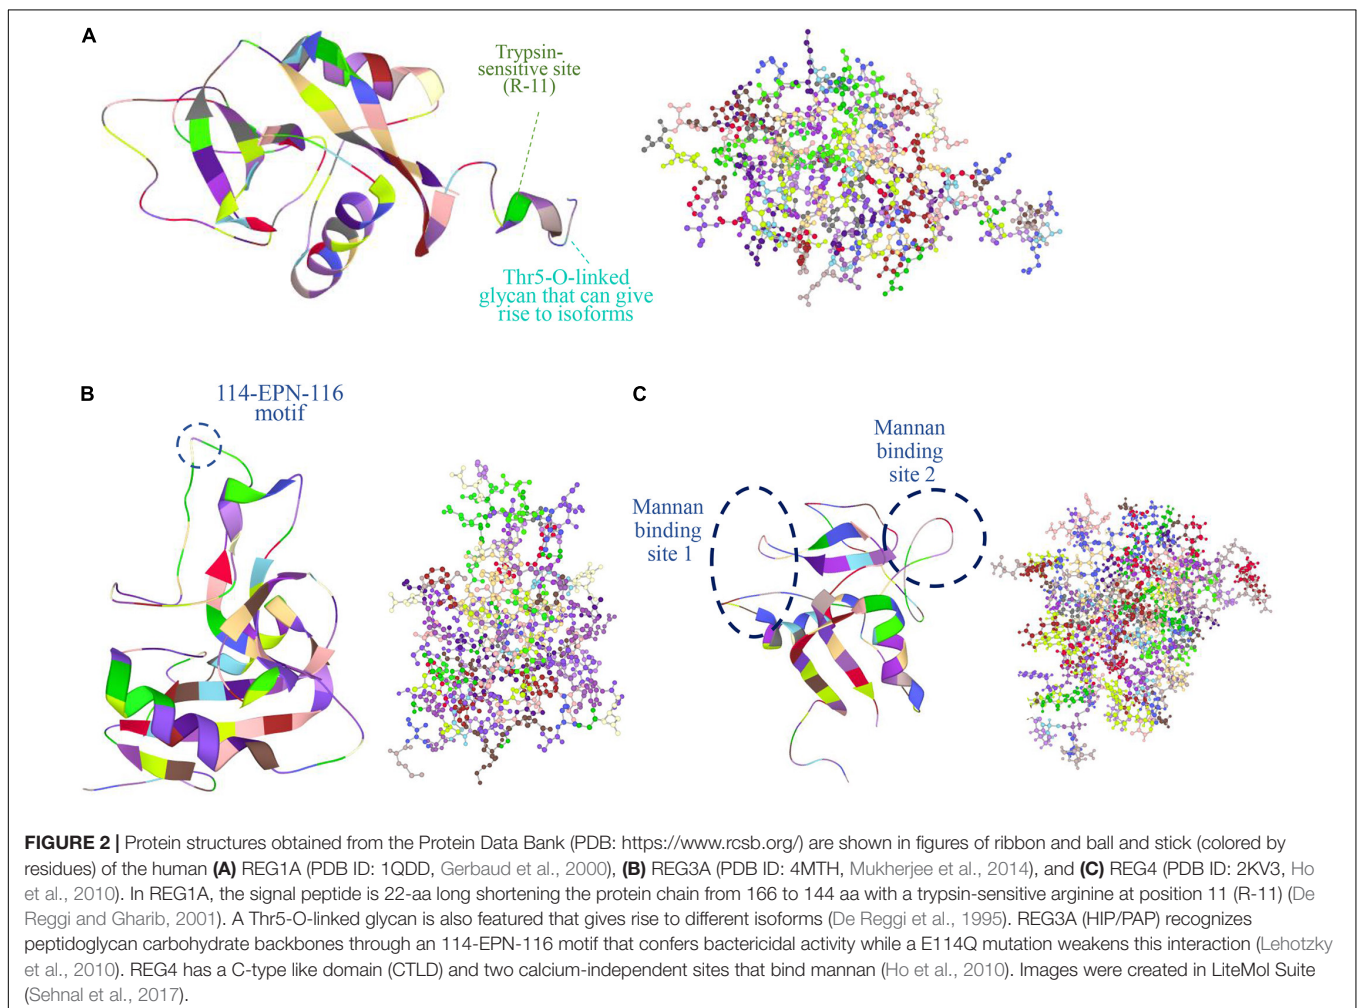 A
Trypsin-
sensitive site
(R-11)
Thr5-O-linked
glycan that can give
rise to isoforms
B
114-EPN-116
motif
C
Mannan
binding
site 2
Mannan
binding
site 1
FIGURE 2 | Protein structures obtained from the Protein Data Bank (PDB: https://www.rcsb.org/) are shown in figures of ribbon and ball and stick (colored by
residues) of the human (A) REG1A (PDB ID: 1QDD, Gerbaud et al., 2000), (B) REG3A (PDB ID: 4MTH, Mukherjee et al., 2014), and (C) REG4 (PDB ID: 2KV3, Ho
et al., 2010). In REG1A, the signal peptide is 22-aa long shortening the protein chain from 166 to 144 aa with a trypsin-sensitive arginine at position 11 (R-11) (De
Reggi and Gharib, 2001). A Thr5-O-linked glycan is also featured that gives rise to different isoforms (De Reggi et al., 1995). REG3A (HIP/PAP) recognizes
peptidoglycan carbohydrate backbones through an 114-EPN-116 motif that confers bactericidal activity while a E114Q mutation weakens this interaction (Lehotzky
et al., 2010). REG4 has a C-type like domain (CTLD) and two calcium-independent sites that bind mannan (Ho et al., 2010). Images were created in LiteMol Suite
(Sehnal et al., 2017).